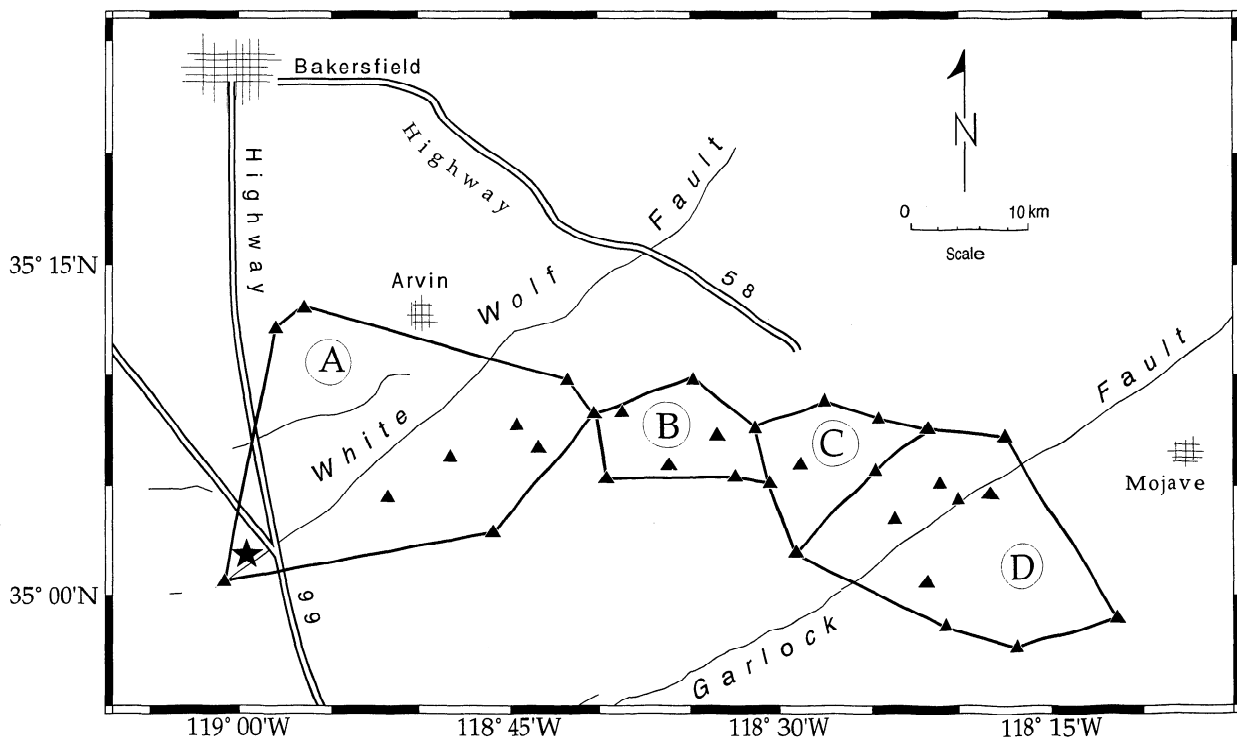 Bakersfield
Highway
Highway
58
Fault
N
0 10 km
Scale
35° 15'N
Arvin
White Wolf
A
B
C
D
Fault
Mojave
Garlock
35° 00'N
99
119° 00'W 118° 45'W 118° 30'W 118° 15'W